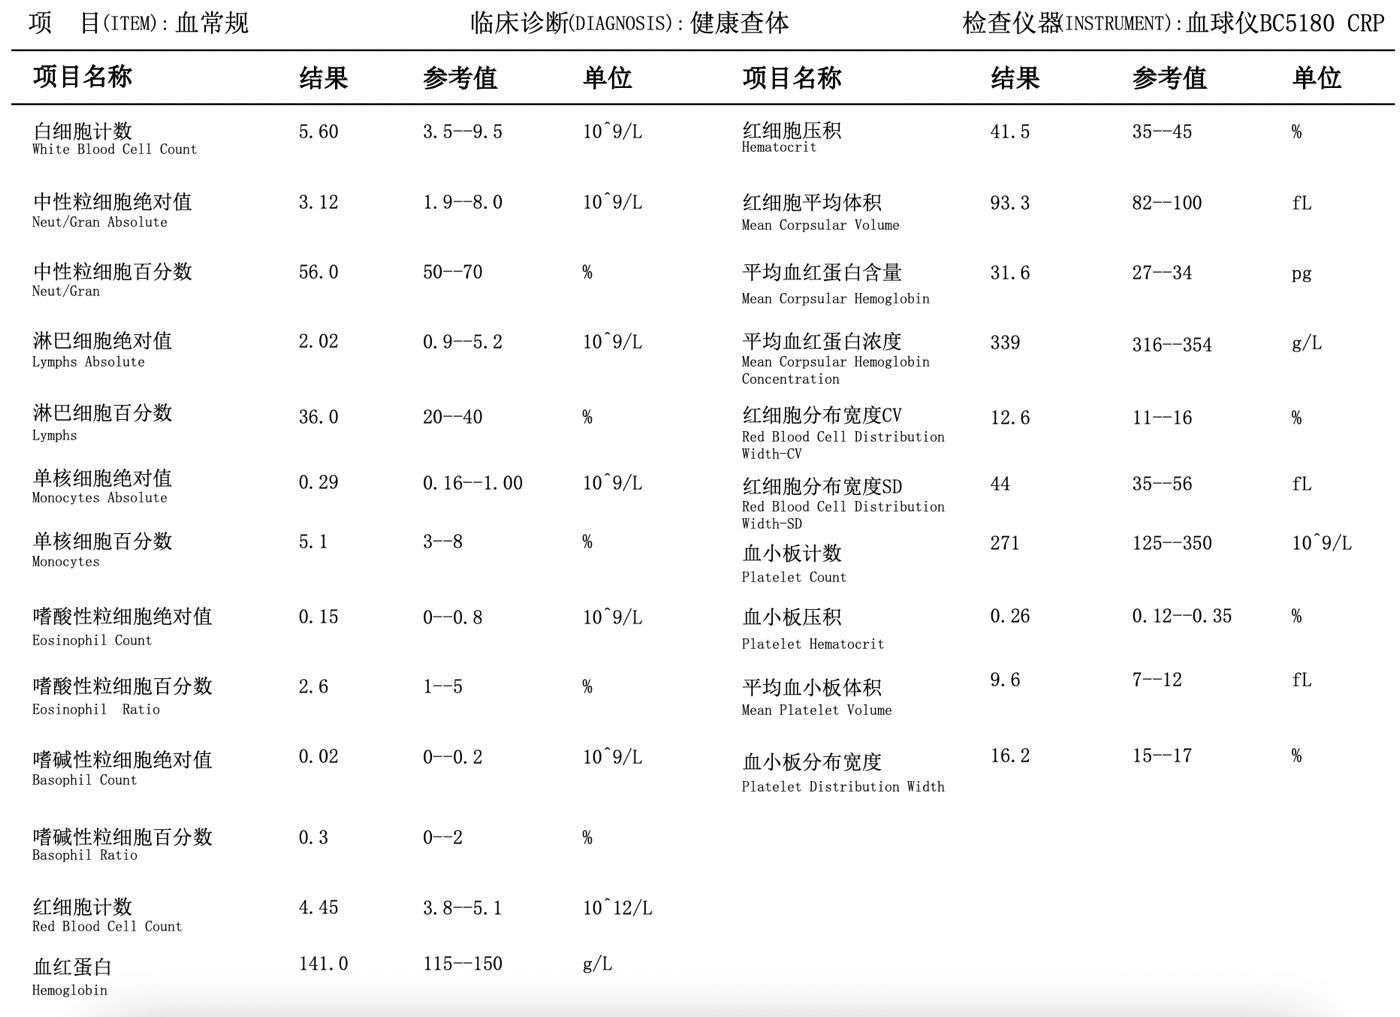 项 目(ITEM)：血常规 临床诊断(DIAGNOSIS)：健康查体 检查仪器(INSTRUMENT)：血球仪BC5180 CRP
项目名称 结果 参考值 单位 项目名称 结果 参考值 单位
白细胞计数 5.60 3.5--9.5 10^9/L 红细胞压积 41.5 35--45 %
White Blood Cell Count Hematocrit
中性粒细胞绝对值 3.12 1.9--8.0 10^9/L 红细胞平均体积 93.3 82--100 fL
Neut/Gran Absolute Mean Corpsular Volume
中性粒细胞百分数 56.0 50--70 % 平均血红蛋白含量 31.6 27--34 pg
Neut/Gran Mean Corpsular Hemoglobin
淋巴细胞绝对值 2.02 0.9--5.2 10^9/L 平均血红蛋白浓度 339 316--354 g/L
Lymphs Absolute Mean Corpsular Hemoglobin
Concentration
淋巴细胞百分数 36.0 20--40 % 红细胞分布宽度CV 12.6 11--16 %
Lymphs Red Blood Cell Distribution
Width-CV
单核细胞绝对值 0.29 0.16--1.00 10^9/L 红细胞分布宽度SD 44 35--56 fL
Monocytes Absolute Red Blood Cell Distribution
Width-SD
单核细胞百分数 5.1 3--8 % 血小板计数 271 125--350 10^9/L
Monocytes Platelet Count
嗜酸性粒细胞绝对值 0.15 0--0.8 10^9/L 血小板压积 0.26 0.12--0.35 %
Eosinophil Count Platelet Hematocrit
嗜酸性粒细胞百分数 2.6 1--5 % 平均血小板体积 9.6 7--12 fL
Eosinophil Ratio Mean Platelet Volume
嗜碱性粒细胞绝对值 0.02 0--0.2 10^9/L 血小板分布宽度 16.2 15--17 %
Basophil Count Platelet Distribution Width
嗜碱性粒细胞百分数 0.3 0--2 %
Basophil Ratio
红细胞计数 4.45 3.8--5.1 10^12/L
Red Blood Cell Count
血红蛋白 141.0 115--150 g/L
Hemoglobin